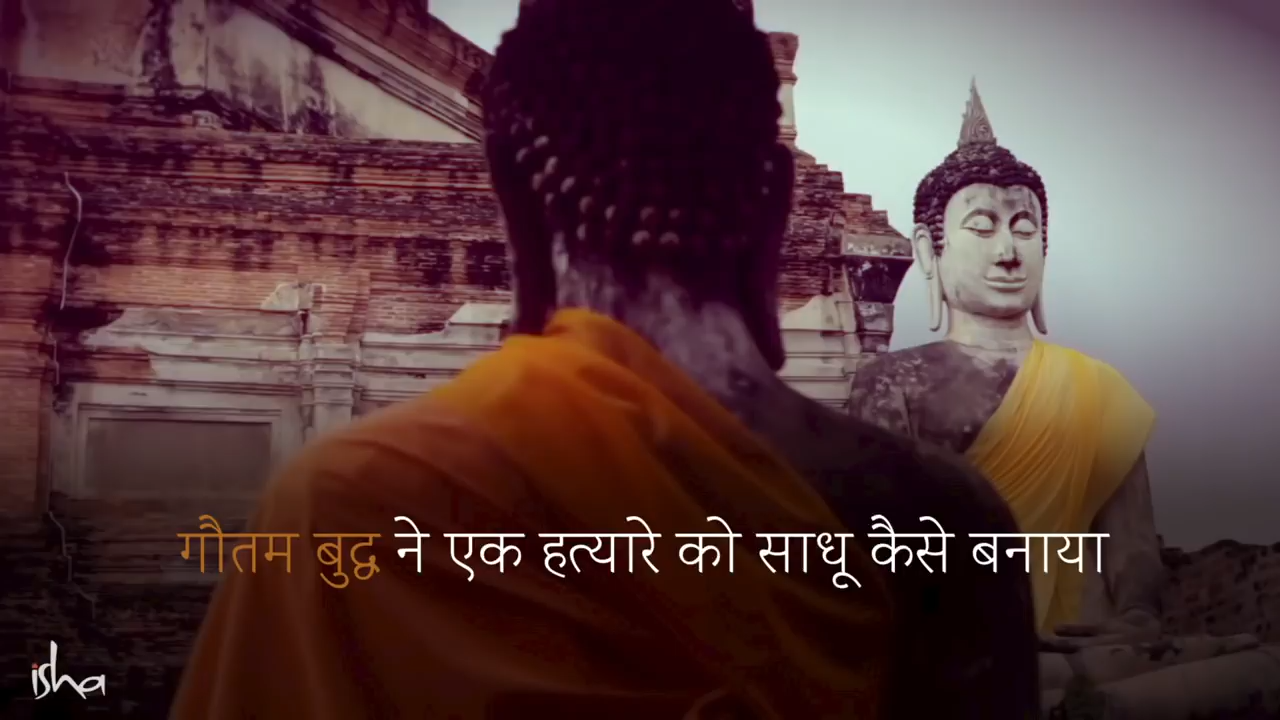 गौतम बुद्ध ने एक हत्यारे को साधू कैसे बनाया
isha